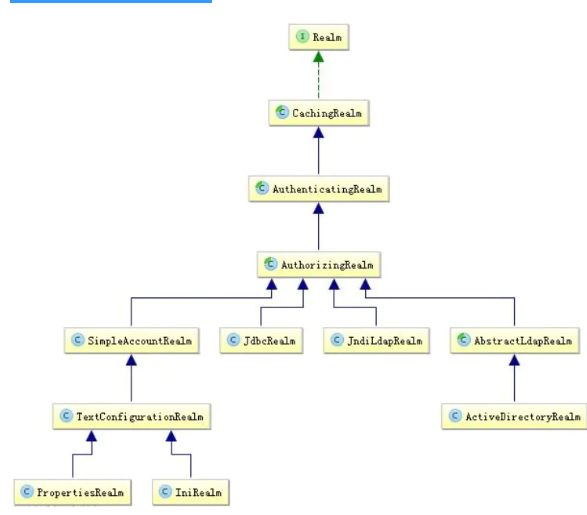 I Realm
C CachingRealm
C AuthenticatingRealm
C AuthorizingRealm
C SimpleAccountRealm
C JdbcRealm
C JndiLdapRealm
C AbstractLdapRealm
C TextConfigurationRealm
C ActiveDirectoryRealm
C PropertiesRealm
C IniRealm